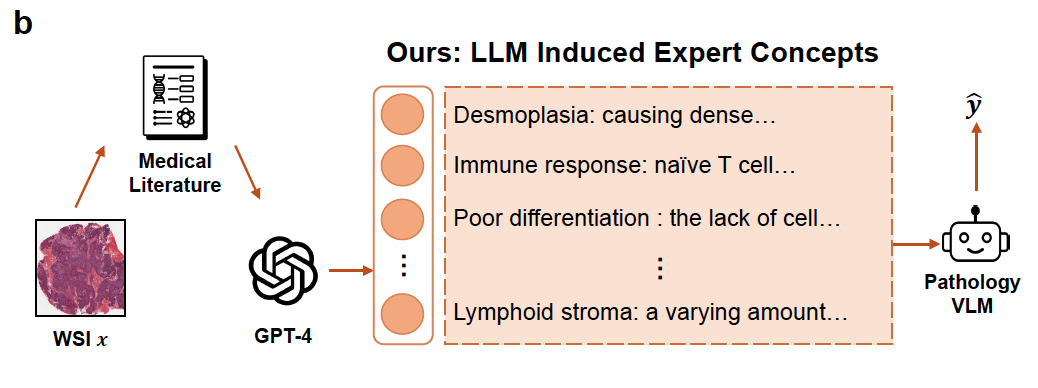 b
Ours: LLM Induced Expert Concepts
Medical
Literature
WSI x
GPT-4
Desmoplasia: causing dense…
Immune response: naïve T cell…
Poor differentiation : the lack of cell…
⋮
⋮
Lymphoid stroma: a varying amount…
ŷ
Pathology
VLM